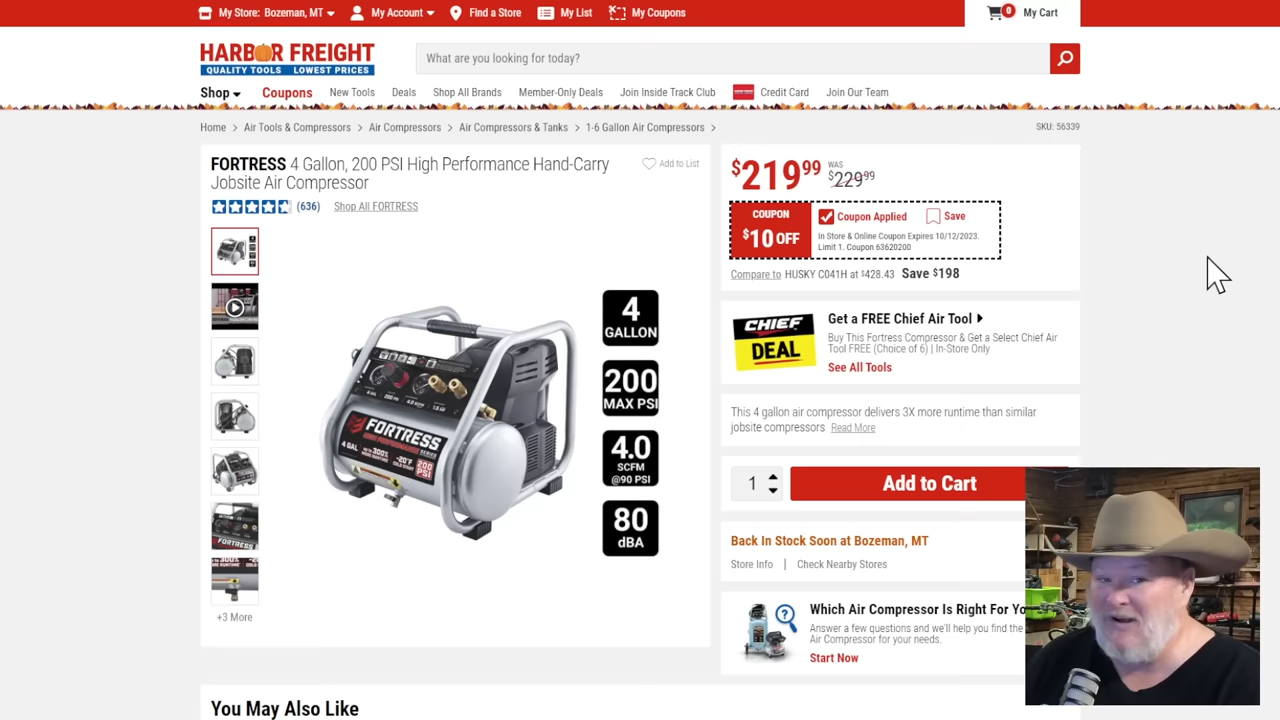 My Store: Bozeman, MT
My Account
Find a Store
My List
My Coupons
0
My Cart
HARBOR FREIGHT
QUALITY TOOLS LOWEST PRICES
What are you looking for today?
Shop
Coupons
New Tools
Deals
Shop All Brands
Member-Only Deals
Join Inside Track Club
Credit Card
Join Our Team
Home > Air Tools & Compressors > Air Compressors > Air Compressors & Tanks > 1-6 Gallon Air Compressors >
SKU: 56339
FORTRESS 4 Gallon, 200 PSI High Performance Hand-Carry
Jobsite Air Compressor
Add to List
(636)
Shop All FORTRESS
4
GALLON
200
MAX PSI
4.0
SCFM
@90 PSI
80
dBA
FORTRESS
HIGH PERFORMANCE SERIES
4 GAL
200
PSI
+3 More
$219 99
WAS
$229 99
COUPON
$10 OFF
Coupon Applied
Save
In Store & Online Coupon Expires 10/12/2023.
Limit 1. Coupon 63620200
Compare to HUSKY C041H at $428.43 Save $198
CHIEF
DEAL
Get a FREE Chief Air Tool
Buy This Fortress Compressor & Get a Select Chief Air
Tool FREE (Choice of 6) | In-Store Only
See All Tools
This 4 gallon air compressor delivers 3X more runtime than similar
jobsite compressors Read More
1
Add to Cart
Back In Stock Soon at Bozeman, MT
Store Info | Check Nearby Stores
Which Air Compressor Is Right For Yo
Answer a few questions and we'll help you find the
Air Compressor for your needs.
Start Now
You May Also Like